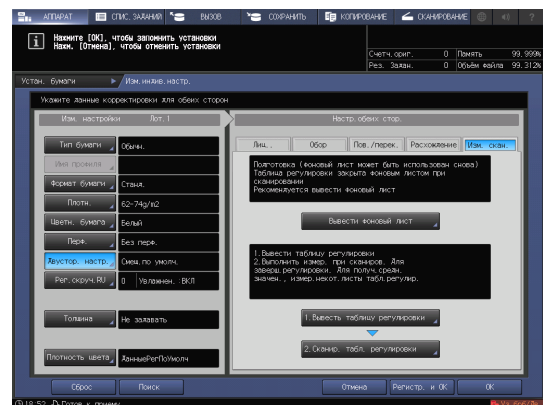 АППАРАТ
СПИС. ЗАДАНИЙ
ВЫЗОВ
СОХРАНИТЬ
КОПИРОВАНИЕ
СКАНИРОВАНИЕ
?
Нажмите [OK], чтобы запомнить установки
Нажм. [Отмена], чтобы отменить установки
Счетч.ориг. 0 Память 99.999%
Рез. Задан. 0 Объём файла 99.312%
Устан. бумаги
Изм.индив.настр.
Укажите данные корректировки для обеих сторон
Изм. настройки Лот.1
Тип бумаги Обычн.
Имя профиля
Формат бумаги Станд.
Плотн. 62-74g/m2
Цветн. бумага Белый
Перф. Без перф.
Двустор. настр. Смещ.по умолч.
Рег.скруч.RU 0 Увлажнен. :ВКЛ
Толщина Не задавать
Плотность цвета ДанныеРегПоУмолч
Настр.обеих стор.
Лиц..
Обор
Пов./перек.
Расхождение
Изм. скан.
Подготовка (фоновый лист может быть использован снова)
Таблица регулировки закрыта фоновым листом при
сканировании
Рекомендуется вывести фоновый лист
Вывести фоновый лист
1.Вывести таблицу регулировки
2.Выполнить измер. при сканиров. Для
заверш.регулировки. Для получ.средн.
значен., измер.некот.листы табл.регулир.
1.Вывесть таблицу регулировки
2.Сканир. табл. регулировки
Сброс
Поиск
Отмена
Регистр. и OK
OK
18:52
Готов к приему